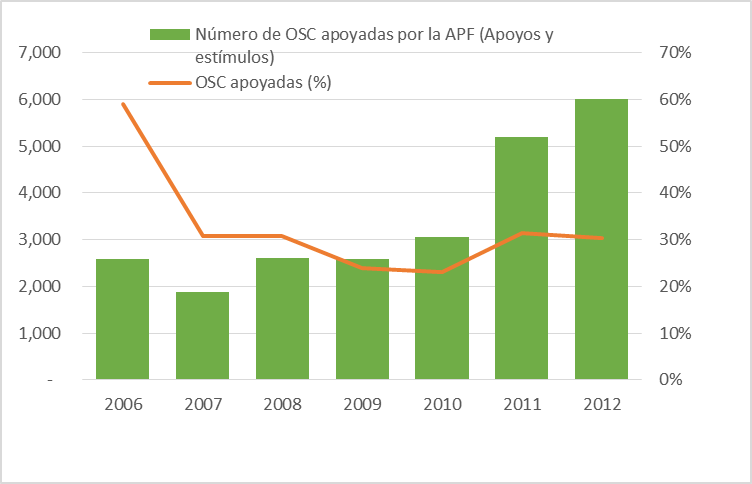 Número de OSC apoyadas por la APF (Apoyos y
estímulos)
OSC apoyadas (%)
7,000 70%
6,000 60%
5,000 50%
4,000 40%
3,000 30%
2,000 20%
1,000 10%
- 0%
2006 2007 2008 2009 2010 2011 2012